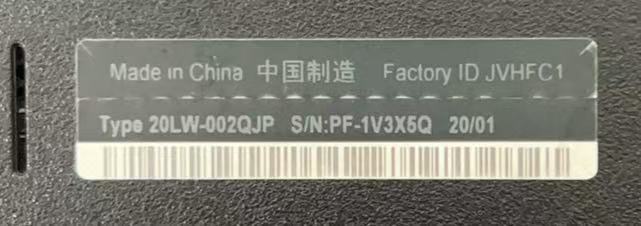 Made in China 中国制造 Factory ID JVHFC1
Type 20LW-002QJP S/N:PF-1V3X5Q 20/01